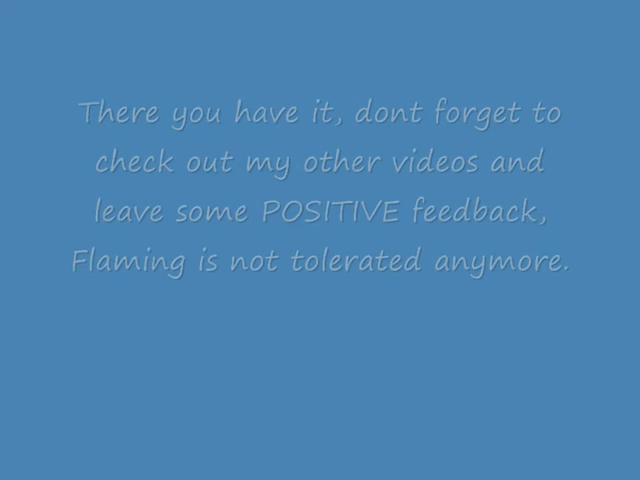 There you have it, dont forget to
check out my other videos and
leave some POSITIVE feedback,
Flaming is not tolerated anymore.